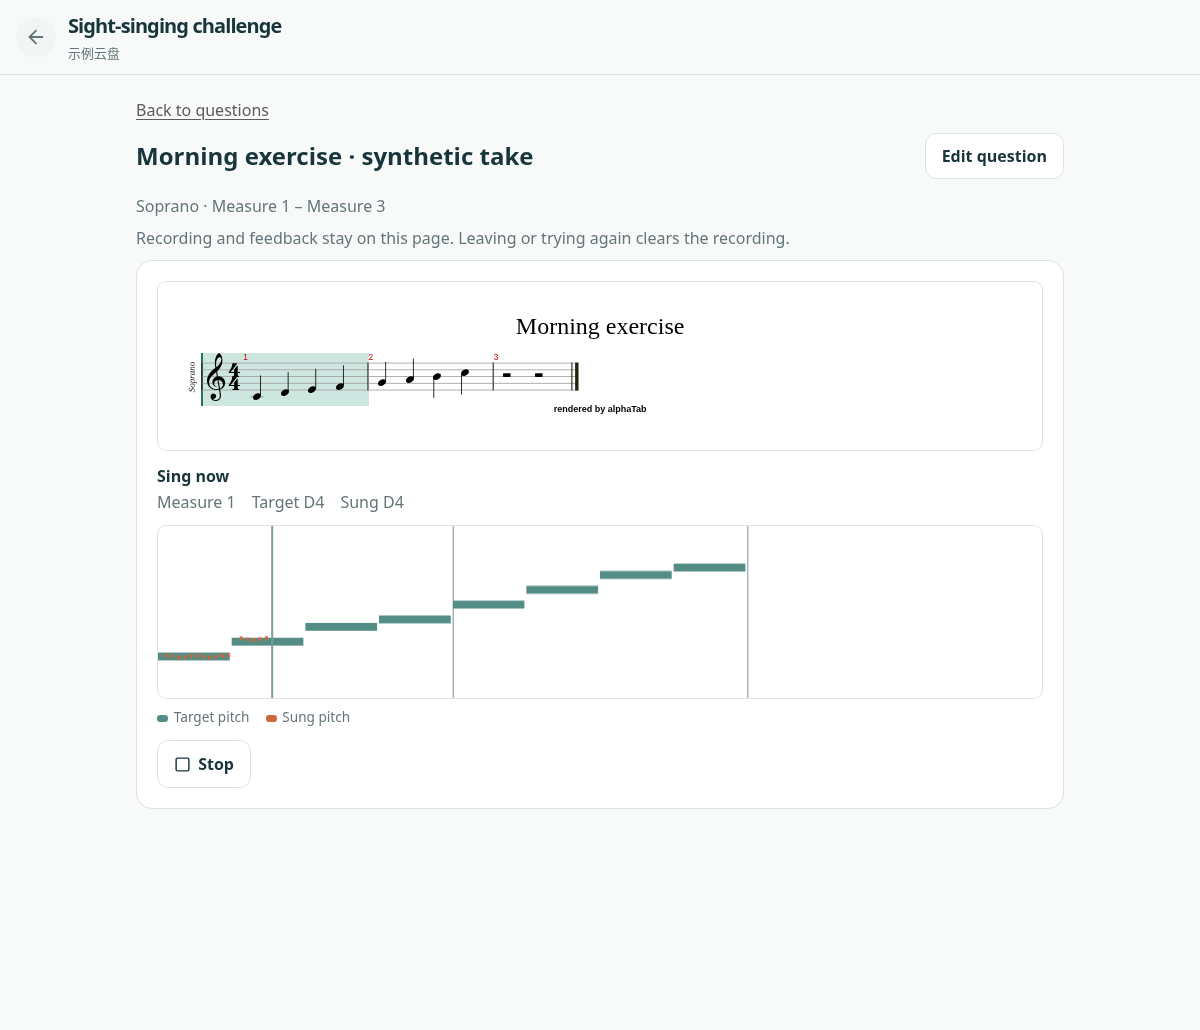 Sight-singing challenge
示例云盘
Back to questions
Morning exercise · synthetic take
Edit question
Soprano · Measure 1 – Measure 3
Recording and feedback stay on this page. Leaving or trying again clears the recording.
Morning exercise
Soprano
1
2
3
rendered by alphaTab
Sing now
Measure 1 Target D4 Sung D4
Target pitch
Sung pitch
Stop